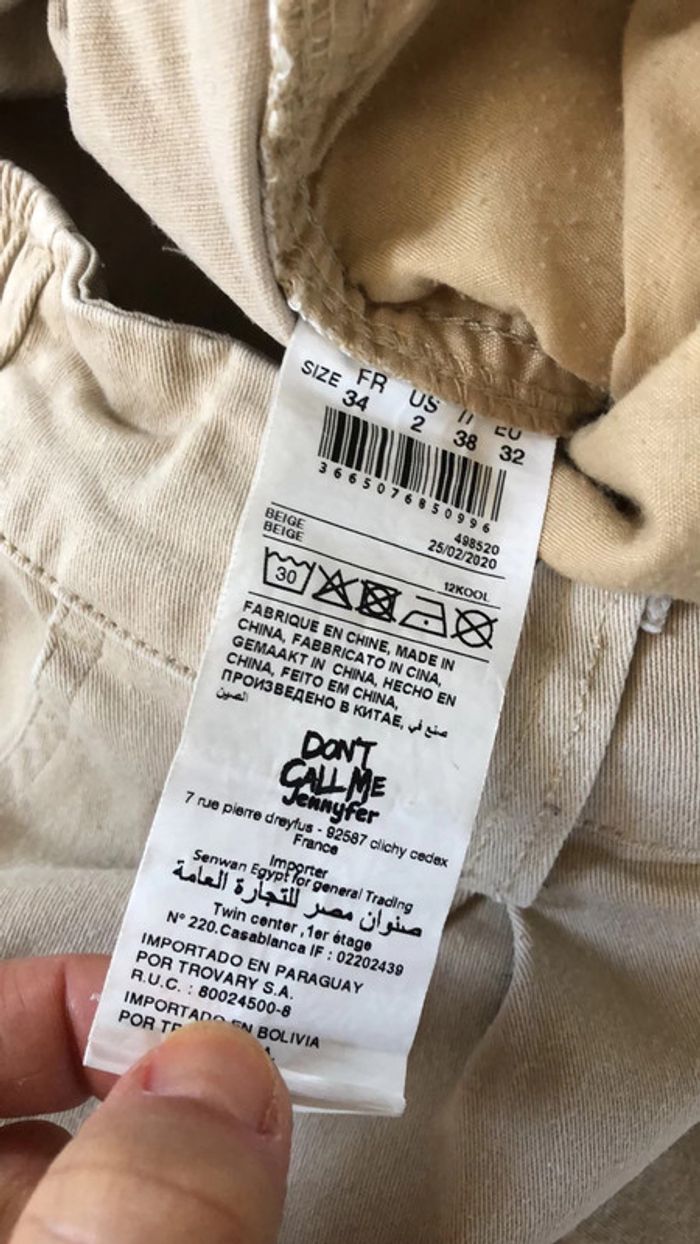 SIZE FR US IT EU
34 2 38 32
3665076850996
BEIGE 498520
BEIGE 25/02/2020
12KOOL
30
FABRIQUE EN CHINE, MADE IN
CHINA, FABBRICATO IN CINA,
GEMAAKT IN CHINA, HECHO EN
CHINA, FEITO EM CHINA,
ПРОИЗВЕДЕНО В КИТАЕ, صنع في
الصين
DON'T
CALL ME
Jennyfer
7 rue pierre dreyfus - 92587 clichy cedex
France
Importer
Senwan Egypt for general Trading
صنوان مصر للتجارة العامة
Twin center ,1er étage
N° 220.Casablanca IF : 02202439
IMPORTADO EN PARAGUAY
POR TROVARY S.A.
R.U.C. : 80024500-8
IMPORTADO EN BOLIVIA
POR